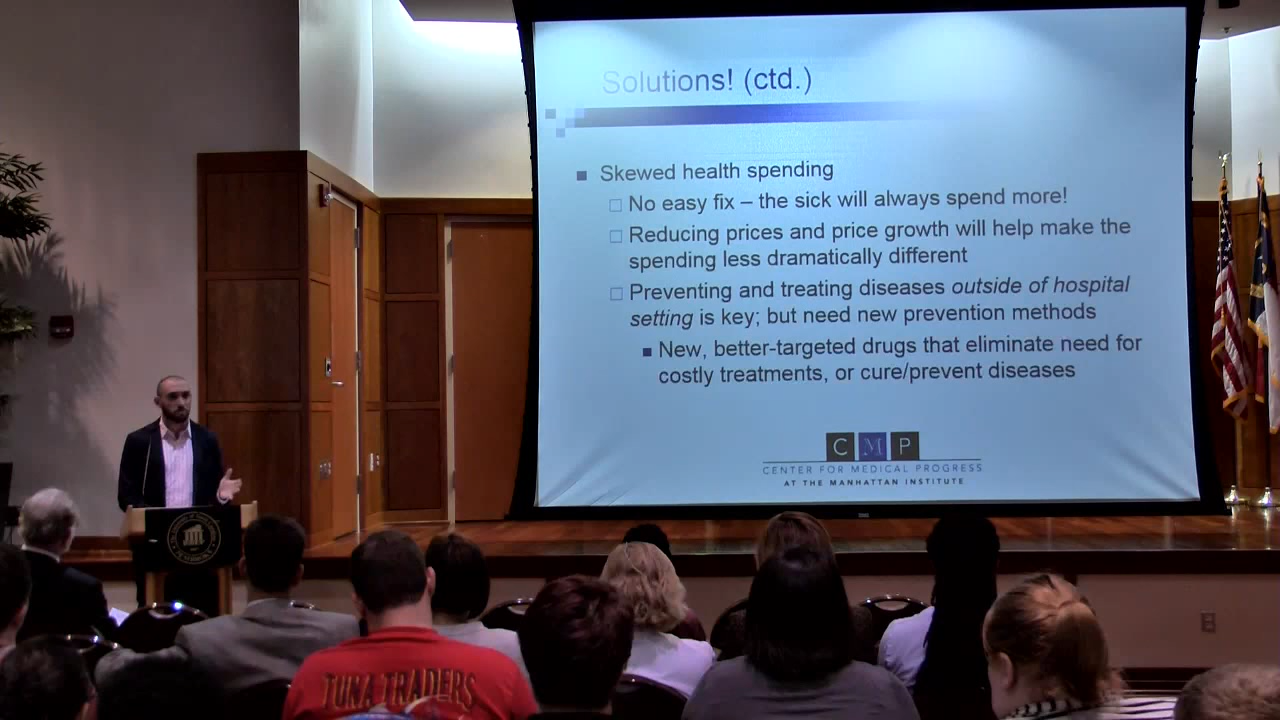 Solutions! (ctd.)
Skewed health spending
No easy fix – the sick will always spend more!
Reducing prices and price growth will help make the
spending less dramatically different
Preventing and treating diseases outside of hospital
setting is key; but need new prevention methods
New, better-targeted drugs that eliminate need for
costly treatments, or cure/prevent diseases
CMP
CENTER FOR MEDICAL PROGRESS
AT THE MANHATTAN INSTITUTE
TUNA TRADERS